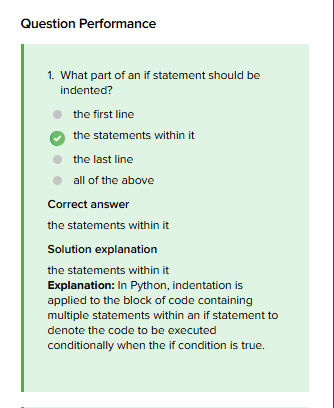 Question Performance
1. What part of an if statement should be
indented?
the first line
the statements within it
the last line
all of the above
Correct answer
the statements within it
Solution explanation
the statements within it
Explanation: In Python, indentation is
applied to the block of code containing
multiple statements within an if statement to
denote the code to be executed
conditionally when the if condition is true.